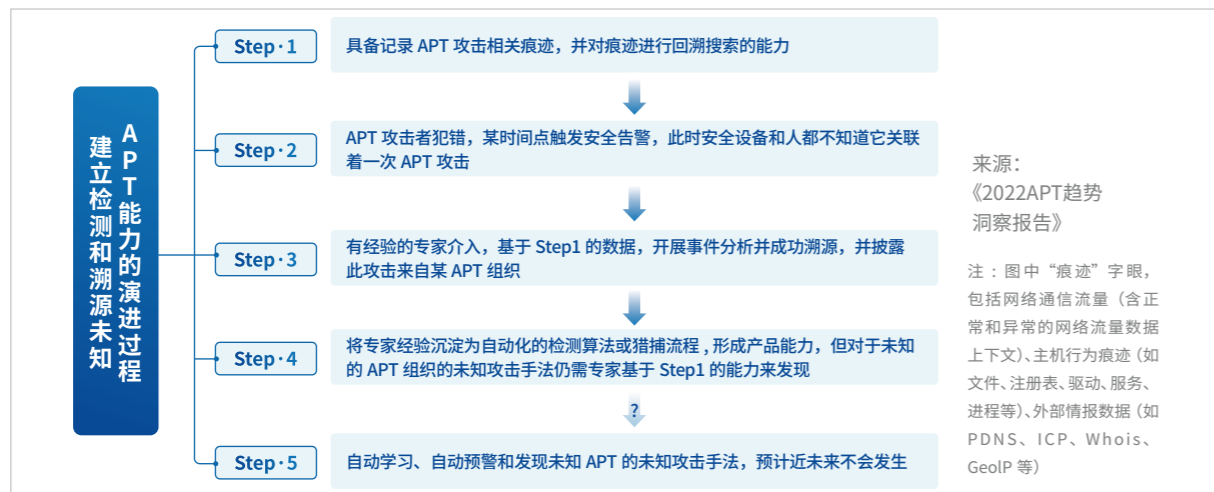 建立检测和溯源未知
APT能力的演进过程
Step·1
具备记录 APT 攻击相关痕迹，并对痕迹进行回溯搜索的能力
Step·2
APT 攻击者犯错，某时间点触发安全告警，此时安全设备和人都不知道它关联
着一次 APT 攻击
Step·3
有经验的专家介入，基于 Step1 的数据，开展事件分析并成功溯源，并披露
此攻击来自某 APT 组织
Step·4
将专家经验沉淀为自动化的检测算法或猎捕流程 , 形成产品能力，但对于未知
的 APT 组织的未知攻击手法仍需专家基于 Step1 的能力来发现
?
Step·5
自动学习、自动预警和发现未知 APT 的未知攻击手法，预计近未来不会发生
来源：
《2022APT趋势
洞察报告》
注：图中“痕迹”字眼，
包括网络通信流量（含正
常和异常的网络流量数据
上下文）、主机行为痕迹（如
文件、注册表、驱动、服务、
进程等）、外部情报数据（如
PDNS、ICP、Whois、
GeolP 等）